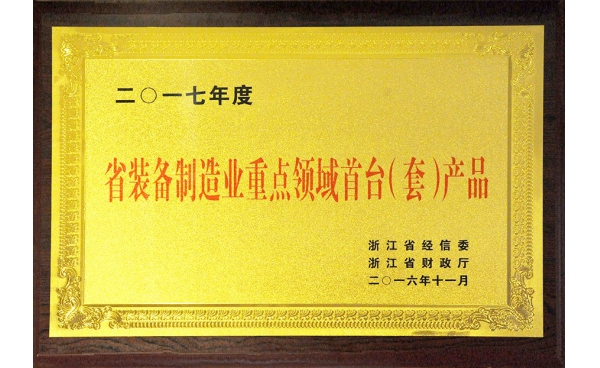 二〇一七年度
省装备制造业重点领域首台(套)产品
浙江省经信委
浙江省财政厅
二〇一六年十一月